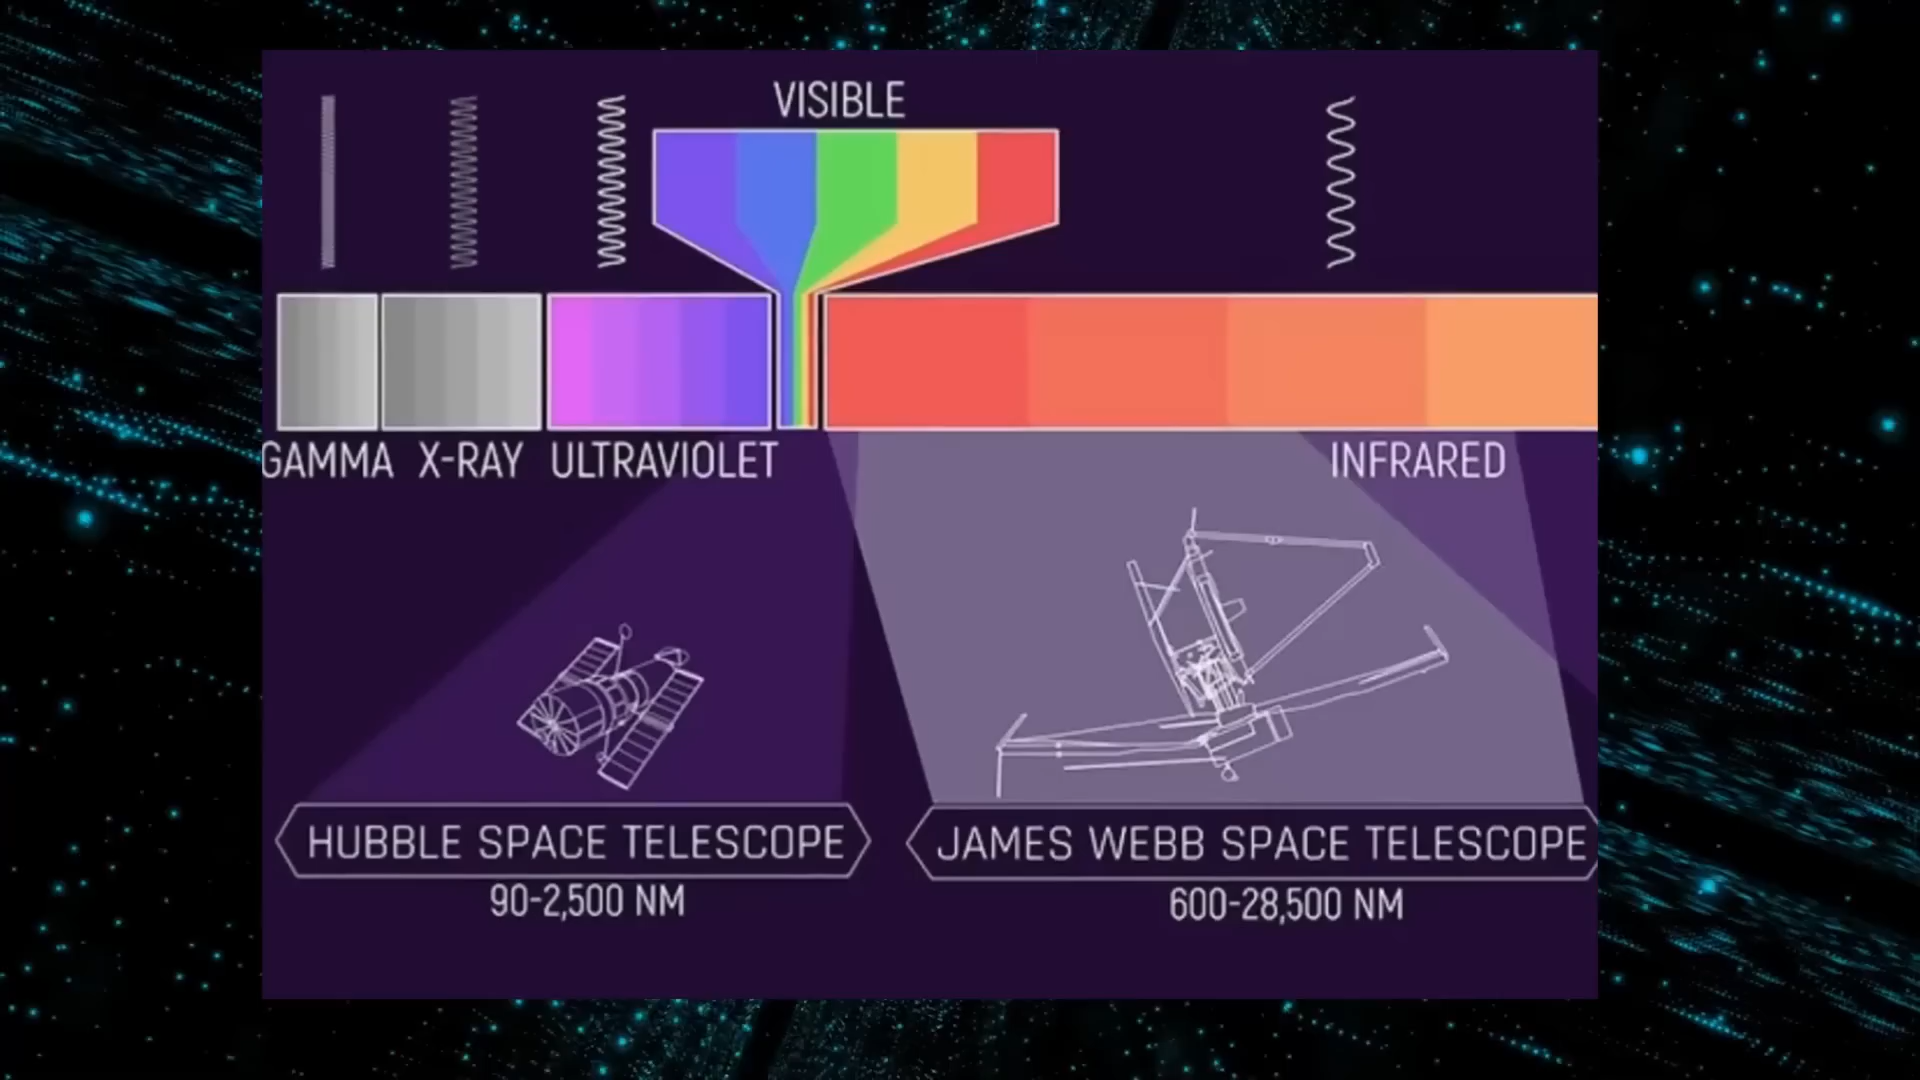 VISIBLE
GAMMA X-RAY ULTRAVIOLET INFRARED
HUBBLE SPACE TELESCOPE
90-2,500 NM
JAMES WEBB SPACE TELESCOPE
600-28,500 NM